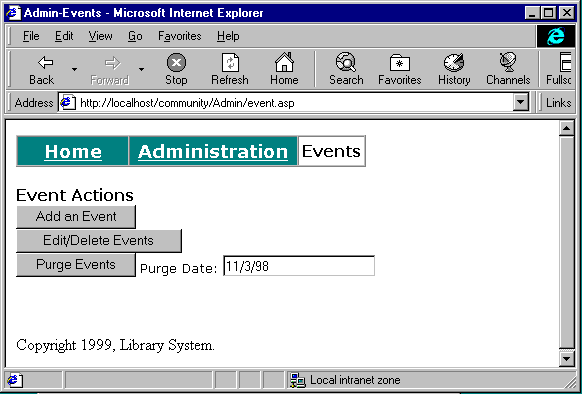 Admin-Events - Microsoft Internet Explorer
File Edit View Go Favorites Help
Back Forward Stop Refresh Home Search Favorites History Channels Fullsc
Address http://localhost/community/Admin/event.asp Links
Home Administration Events
Event Actions
Add an Event
Edit/Delete Events
Purge Events Purge Date: 11/3/98
Copyright 1999, Library System.
Local intranet zone